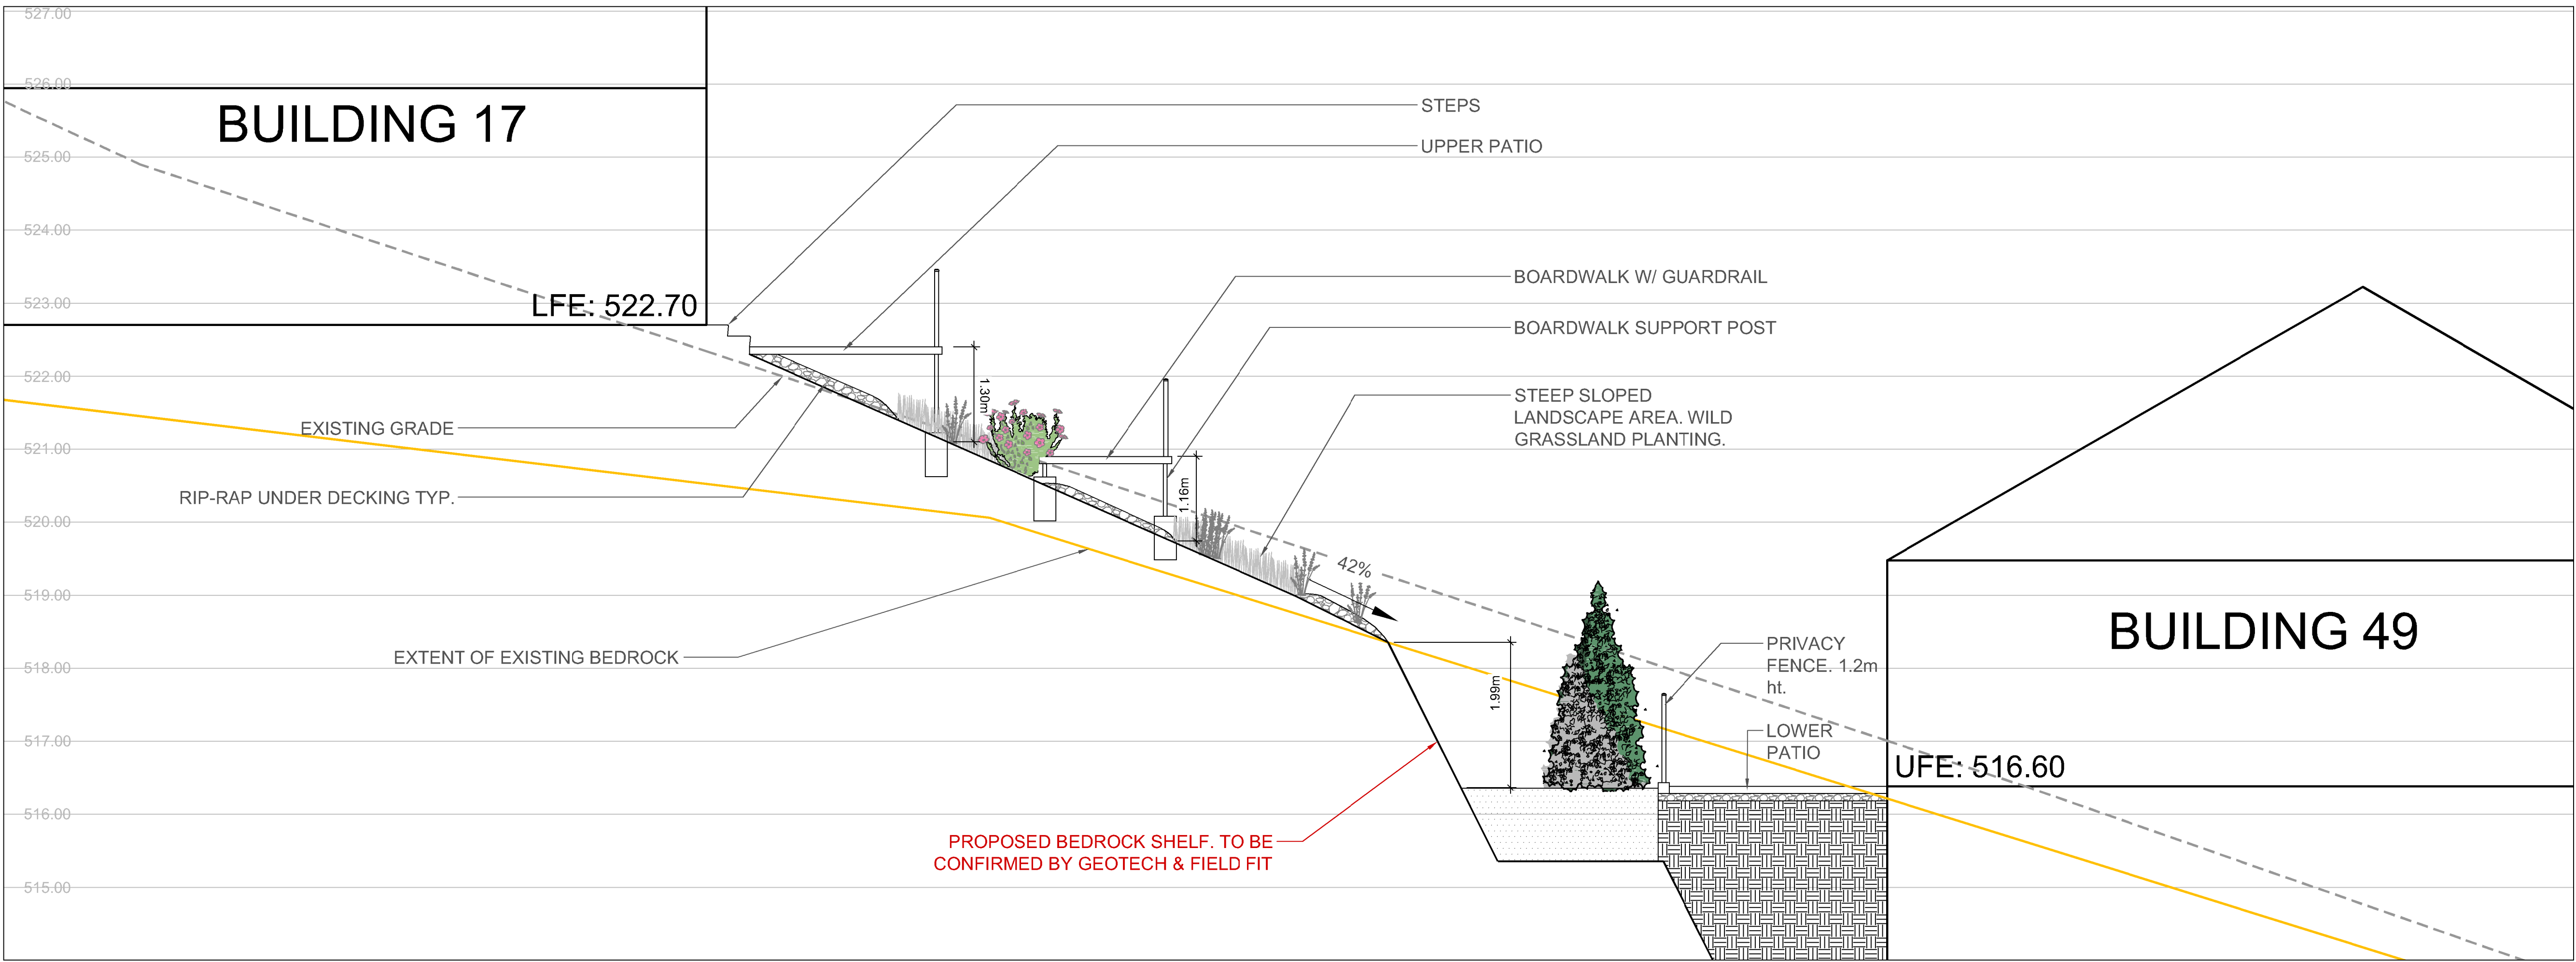 527.00
526.00
BUILDING 17
STEPS
UPPER PATIO
525.00
524.00
523.00
LFE: 522.70
BOARDWALK W/ GUARDRAIL
BOARDWALK SUPPORT POST
522.00
1.30m
STEEP SLOPED
LANDSCAPE AREA. WILD
GRASSLAND PLANTING.
EXISTING GRADE
521.00
RIP-RAP UNDER DECKING TYP.
1.16m
520.00
42%
519.00
BUILDING 49
EXTENT OF EXISTING BEDROCK
518.00
1.99m
PRIVACY
FENCE. 1.2m
ht.
517.00
LOWER
PATIO
UFE: 516.60
516.00
PROPOSED BEDROCK SHELF. TO BE
CONFIRMED BY GEOTECH & FIELD FIT
515.00